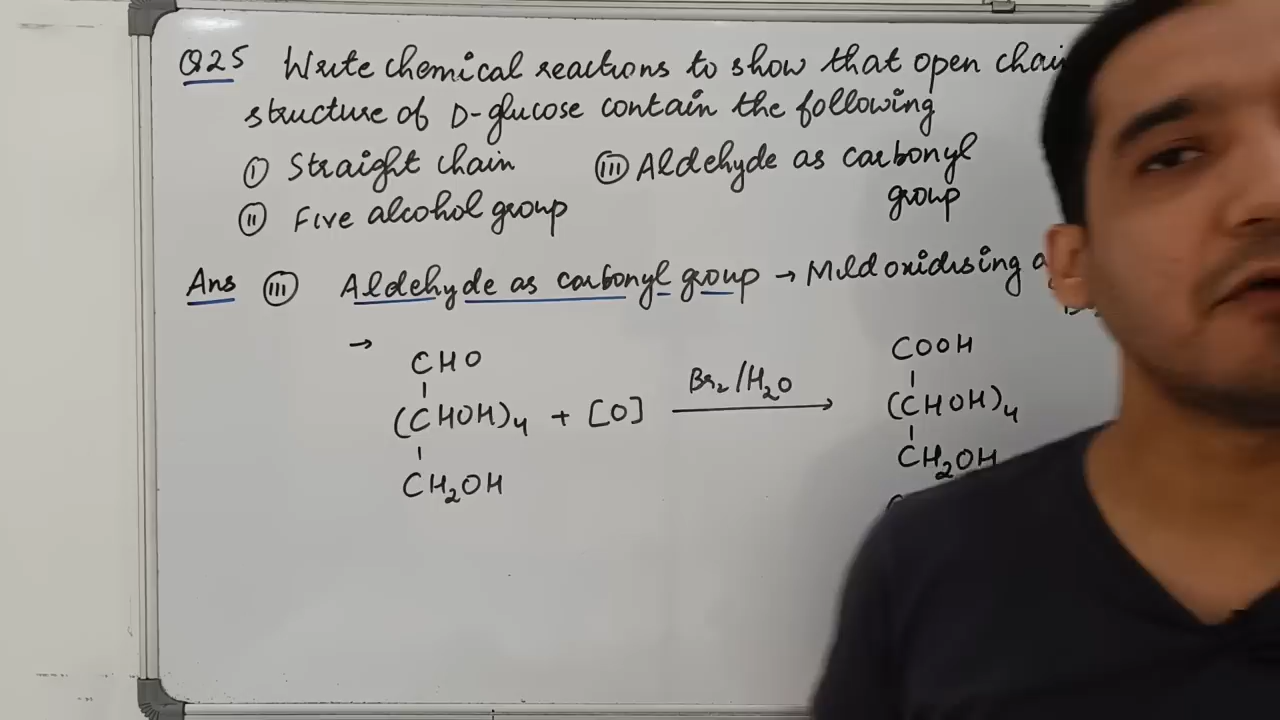 Q25 Write chemical reactions to show that open chain
structure of D-glucose contain the following
(i) Straight chain (iii) Aldehyde as carbonyl
group
(ii) Five alcohol group
Ans (iii) Aldehyde as carbonyl group → Mild oxidising
→ CHO
(CHOH)₄ + [O] Br₂/H₂O →
CH₂OH
COOH
(CHOH)₄
CH₂OH